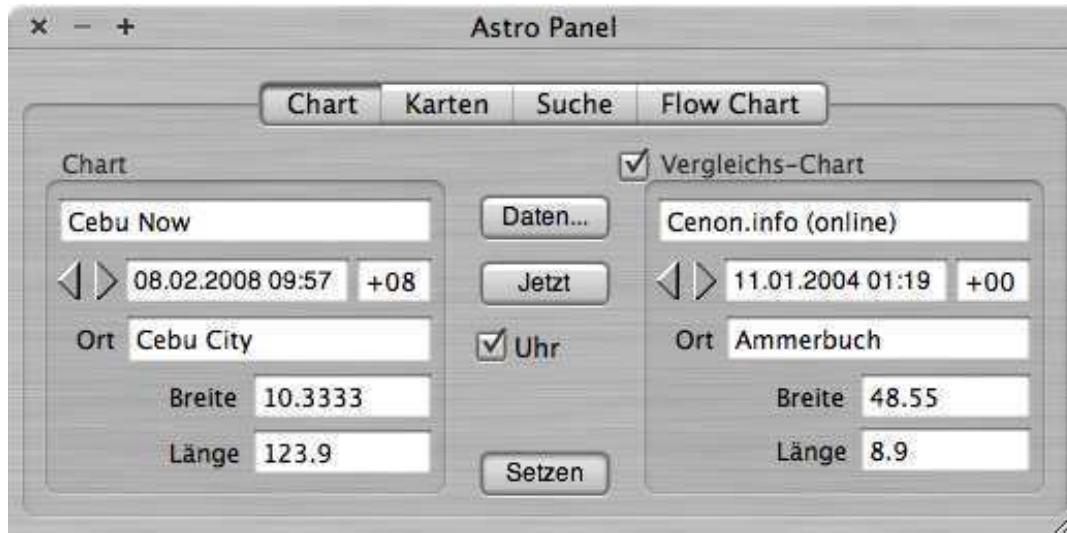 Astro Panel
Chart Karten Suche Flow Chart
Chart
Cebu Now
08.02.2008 09:57 +08
Ort Cebu City
Breite 10.3333
Länge 123.9
Daten...
Jetzt
Uhr
Setzen
Vergleichs-Chart
Cenon.info (online)
11.01.2004 01:19 +00
Ort Ammerbuch
Breite 48.55
Länge 8.9